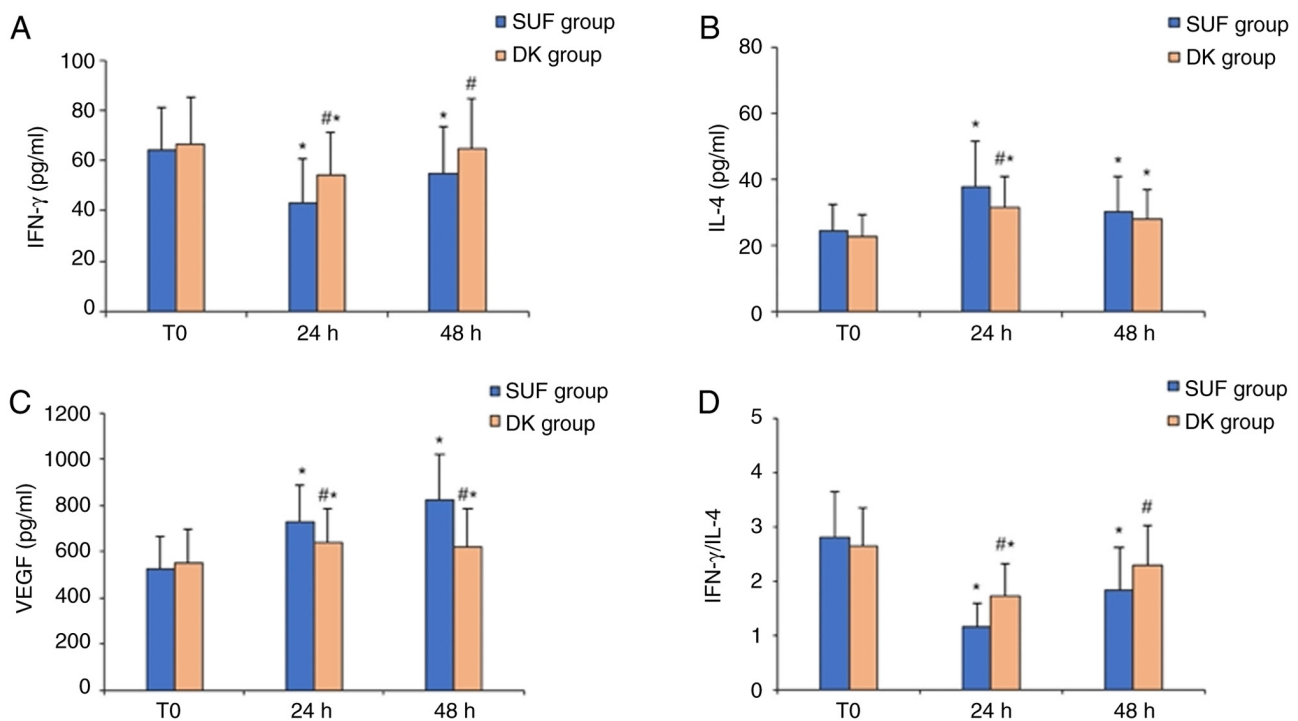 A
SUF group
DK group
100
80
60
40
20
0
IFN-γ (pg/ml)
*
#*
*
#
T0 24 h 48 h
B
SUF group
DK group
80
60
40
20
0
IL-4 (pg/ml)
*
#*
*
*
T0 24 h 48 h
C
SUF group
DK group
1200
1000
800
600
400
200
0
VEGF (pg/ml)
*
#*
*
#*
T0 24 h 48 h
D
SUF group
DK group
5
4
3
2
1
0
IFN-γ/IL-4
*
#*
*
#
T0 24 h 48 h